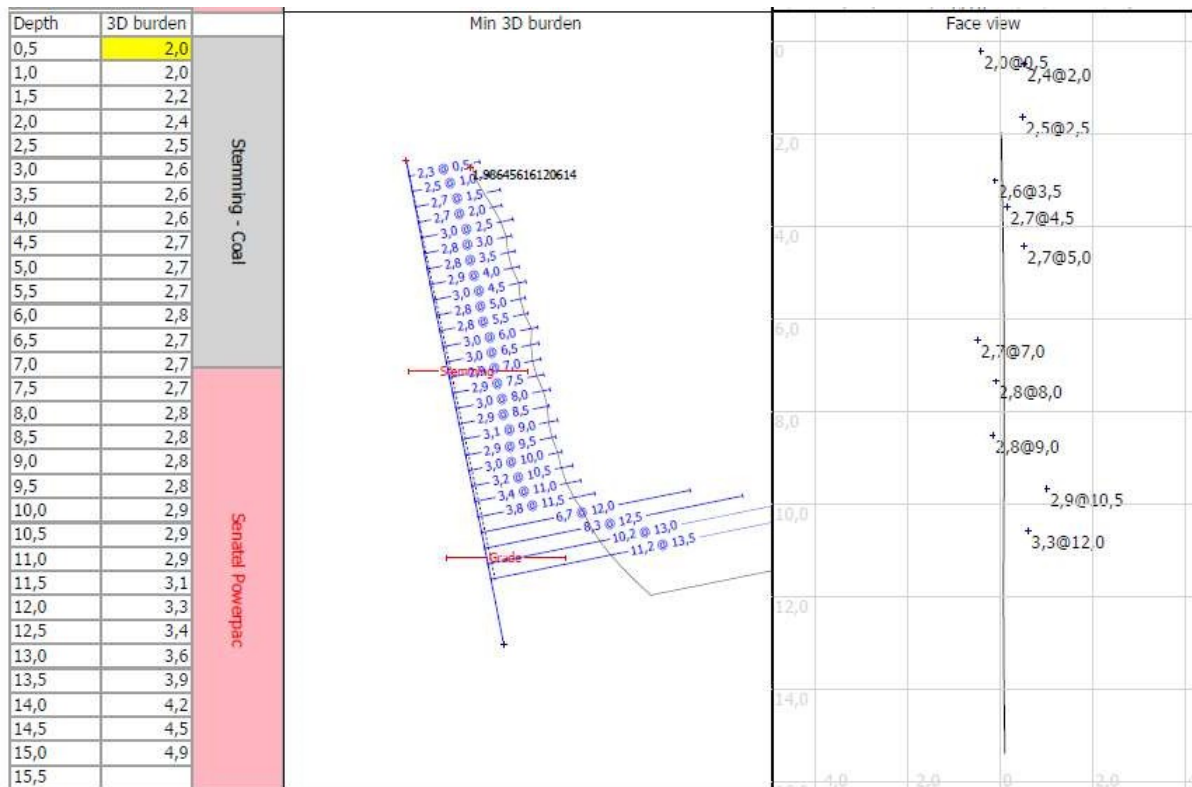 Depth 3D burden
0,5 2,0
1,0 2,0
1,5 2,2
2,0 2,4
2,5 2,5
3,0 2,6
3,5 2,6
4,0 2,6
4,5 2,7
5,0 2,7
5,5 2,7
6,0 2,8
6,5 2,7
7,0 2,7
7,5 2,7
8,0 2,8
8,5 2,8
9,0 2,8
9,5 2,8
10,0 2,9
10,5 2,9
11,0 2,9
11,5 3,1
12,0 3,3
12,5 3,4
13,0 3,6
13,5 3,9
14,0 4,2
14,5 4,5
15,0 4,9
15,5
Stemming - Coal
Senatel Powerpac
Min 3D burden
2,3 @ 0,5
1,98645616120614
2,5 @ 1,0
2,7 @ 1,5
2,7 @ 2,0
3,0 @ 2,5
2,8 @ 3,0
2,8 @ 3,5
2,9 @ 4,0
3,0 @ 4,5
2,8 @ 5,0
2,8 @ 5,5
3,0 @ 6,0
3,0 @ 6,5
Stemming
2,9 @ 7,5
3,0 @ 8,0
2,9 @ 8,5
3,1 @ 9,0
2,9 @ 9,5
3,0 @ 10,0
3,2 @ 10,5
3,4 @ 11,0
3,8 @ 11,5
6,7 @ 12,0
8,3 @ 12,5
10,2 @ 13,0
11,2 @ 13,5
Grade
Face view
0
2,0@0,5
2,4@2,0
2,5@2,5
2,0
2,6@3,5
2,7@4,5
4,0
2,7@5,0
6,0
2,7@7,0
2,8@8,0
8,0
2,8@9,0
2,9@10,5
10,0
3,3@12,0
12,0
14,0
4,0 2,0 0 2,0